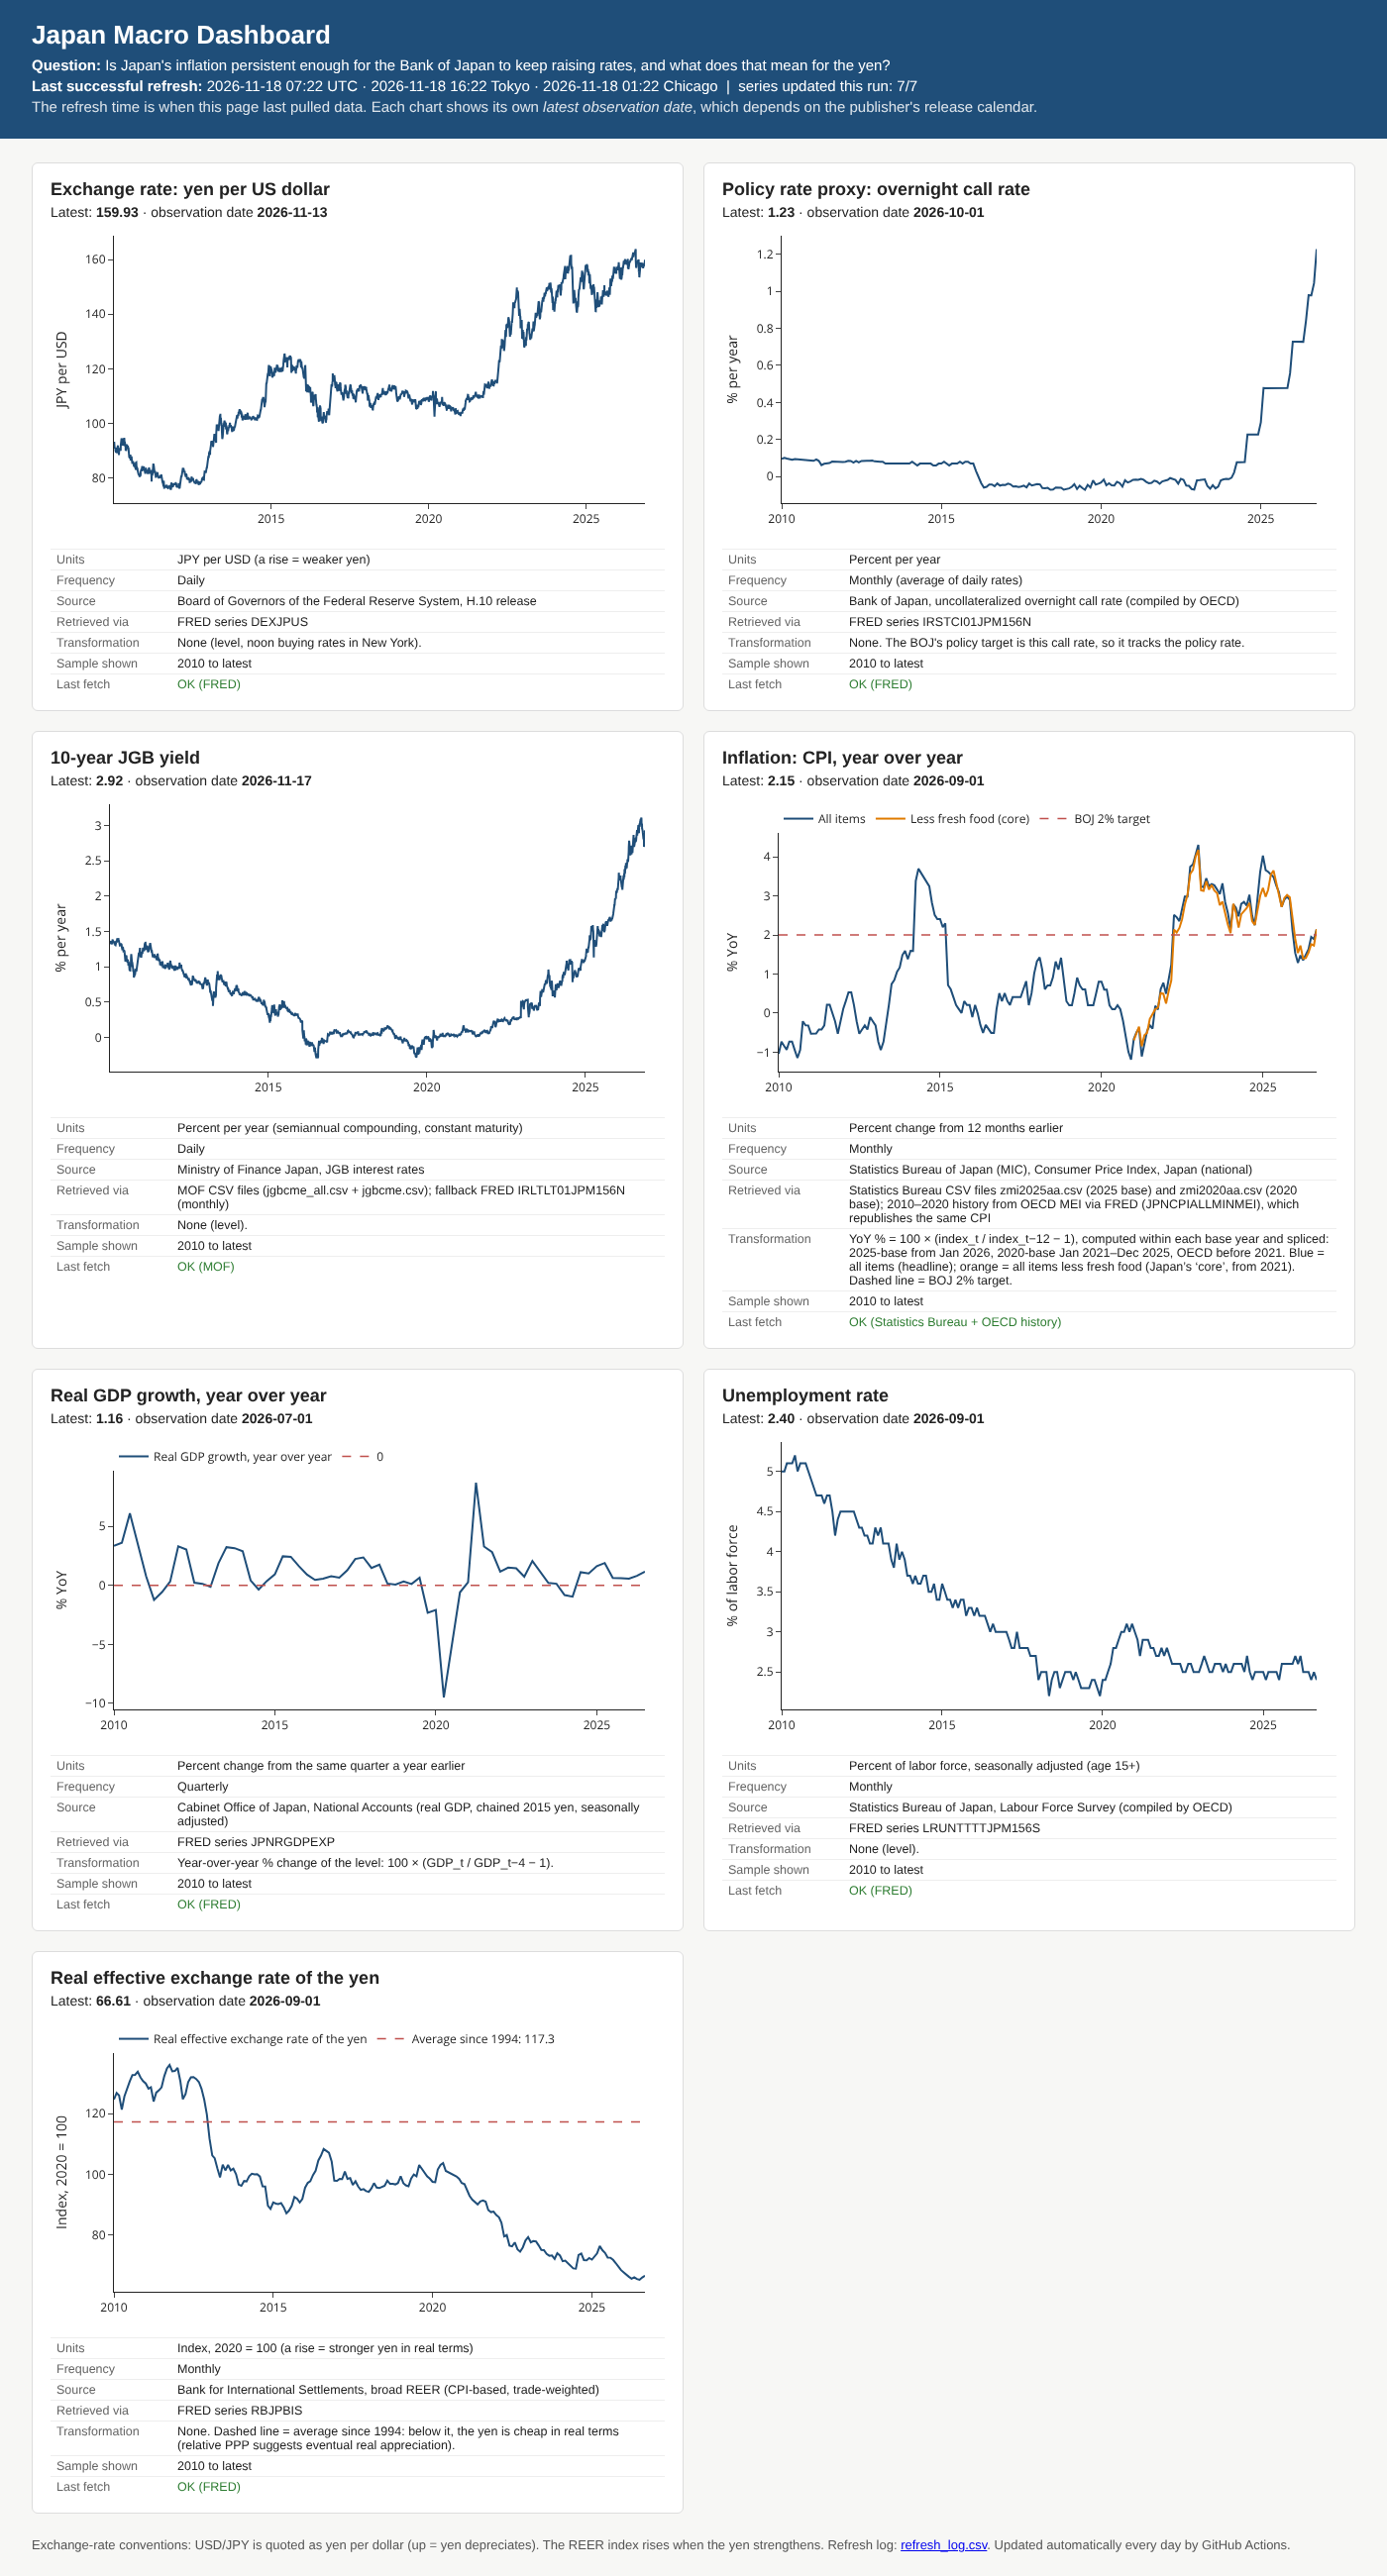 Japan Macro Dashboard
Question: Is Japan's inflation persistent enough for the Bank of Japan to keep raising rates, and what does that mean for the yen?
Last successful refresh: 2026-11-18 07:22 UTC · 2026-11-18 16:22 Tokyo · 2026-11-18 01:22 Chicago | series updated this run: 7/7
The refresh time is when this page last pulled data. Each chart shows its own latest observation date, which depends on the publisher's release calendar.
Exchange rate: yen per US dollar
Latest: 159.93 · observation date 2026-11-13
160
140
120
100
80
JPY per USD
2015
2020
2025
Units JPY per USD (a rise = weaker yen)
Frequency Daily
Source Board of Governors of the Federal Reserve System, H.10 release
Retrieved via FRED series DEXJPUS
Transformation None (level, noon buying rates in New York).
Sample shown 2010 to latest
Last fetch OK (FRED)
Policy rate proxy: overnight call rate
Latest: 1.23 · observation date 2026-10-01
1.2
1
0.8
0.6
0.4
0.2
0
% per year
2010
2015
2020
2025
Units Percent per year
Frequency Monthly (average of daily rates)
Source Bank of Japan, uncollateralized overnight call rate (compiled by OECD)
Retrieved via FRED series IRSTCI01JPM156N
Transformation None. The BOJ's policy target is this call rate, so it tracks the policy rate.
Sample shown 2010 to latest
Last fetch OK (FRED)
10-year JGB yield
Latest: 2.92 · observation date 2026-11-17
3
2.5
2
1.5
1
0.5
0
% per year
2015
2020
2025
Units Percent per year (semiannual compounding, constant maturity)
Frequency Daily
Source Ministry of Finance Japan, JGB interest rates
Retrieved via MOF CSV files (jgbcme_all.csv + jgbcme.csv); fallback FRED IRLTLT01JPM156N
(monthly)
Transformation None (level).
Sample shown 2010 to latest
Last fetch OK (MOF)
Inflation: CPI, year over year
Latest: 2.15 · observation date 2026-09-01
All items Less fresh food (core) BOJ 2% target
4
3
2
1
0
−1
% YoY
2010
2015
2020
2025
Units Percent change from 12 months earlier
Frequency Monthly
Source Statistics Bureau of Japan (MIC), Consumer Price Index, Japan (national)
Retrieved via Statistics Bureau CSV files zmi2025aa.csv (2025 base) and zmi2020aa.csv (2020
base); 2010–2020 history from OECD MEI via FRED (JPNCPIALLMINMEI), which
republishes the same CPI
Transformation YoY % = 100 × (index_t / index_t−12 − 1), computed within each base year and spliced:
2025-base from Jan 2026, 2020-base Jan 2021–Dec 2025, OECD before 2021. Blue =
all items (headline); orange = all items less fresh food (Japan's ‘core’, from 2021).
Dashed line = BOJ 2% target.
Sample shown 2010 to latest
Last fetch OK (Statistics Bureau + OECD history)
Real GDP growth, year over year
Latest: 1.16 · observation date 2026-07-01
Real GDP growth, year over year 0
5
0
−5
−10
% YoY
2010
2015
2020
2025
Units Percent change from the same quarter a year earlier
Frequency Quarterly
Source Cabinet Office of Japan, National Accounts (real GDP, chained 2015 yen, seasonally
adjusted)
Retrieved via FRED series JPNRGDPEXP
Transformation Year-over-year % change of the level: 100 × (GDP_t / GDP_t−4 − 1).
Sample shown 2010 to latest
Last fetch OK (FRED)
Unemployment rate
Latest: 2.40 · observation date 2026-09-01
5
4.5
4
3.5
3
2.5
% of labor force
2010
2015
2020
2025
Units Percent of labor force, seasonally adjusted (age 15+)
Frequency Monthly
Source Statistics Bureau of Japan, Labour Force Survey (compiled by OECD)
Retrieved via FRED series LRUNTTTTJPM156S
Transformation None (level).
Sample shown 2010 to latest
Last fetch OK (FRED)
Real effective exchange rate of the yen
Latest: 66.61 · observation date 2026-09-01
Real effective exchange rate of the yen Average since 1994: 117.3
120
100
80
Index, 2020 = 100
2010
2015
2020
2025
Units Index, 2020 = 100 (a rise = stronger yen in real terms)
Frequency Monthly
Source Bank for International Settlements, broad REER (CPI-based, trade-weighted)
Retrieved via FRED series RBJPBIS
Transformation None. Dashed line = average since 1994: below it, the yen is cheap in real terms
(relative PPP suggests eventual real appreciation).
Sample shown 2010 to latest
Last fetch OK (FRED)
Exchange-rate conventions: USD/JPY is quoted as yen per dollar (up = yen depreciates). The REER index rises when the yen strengthens. Refresh log: refresh_log.csv. Updated automatically every day by GitHub Actions.